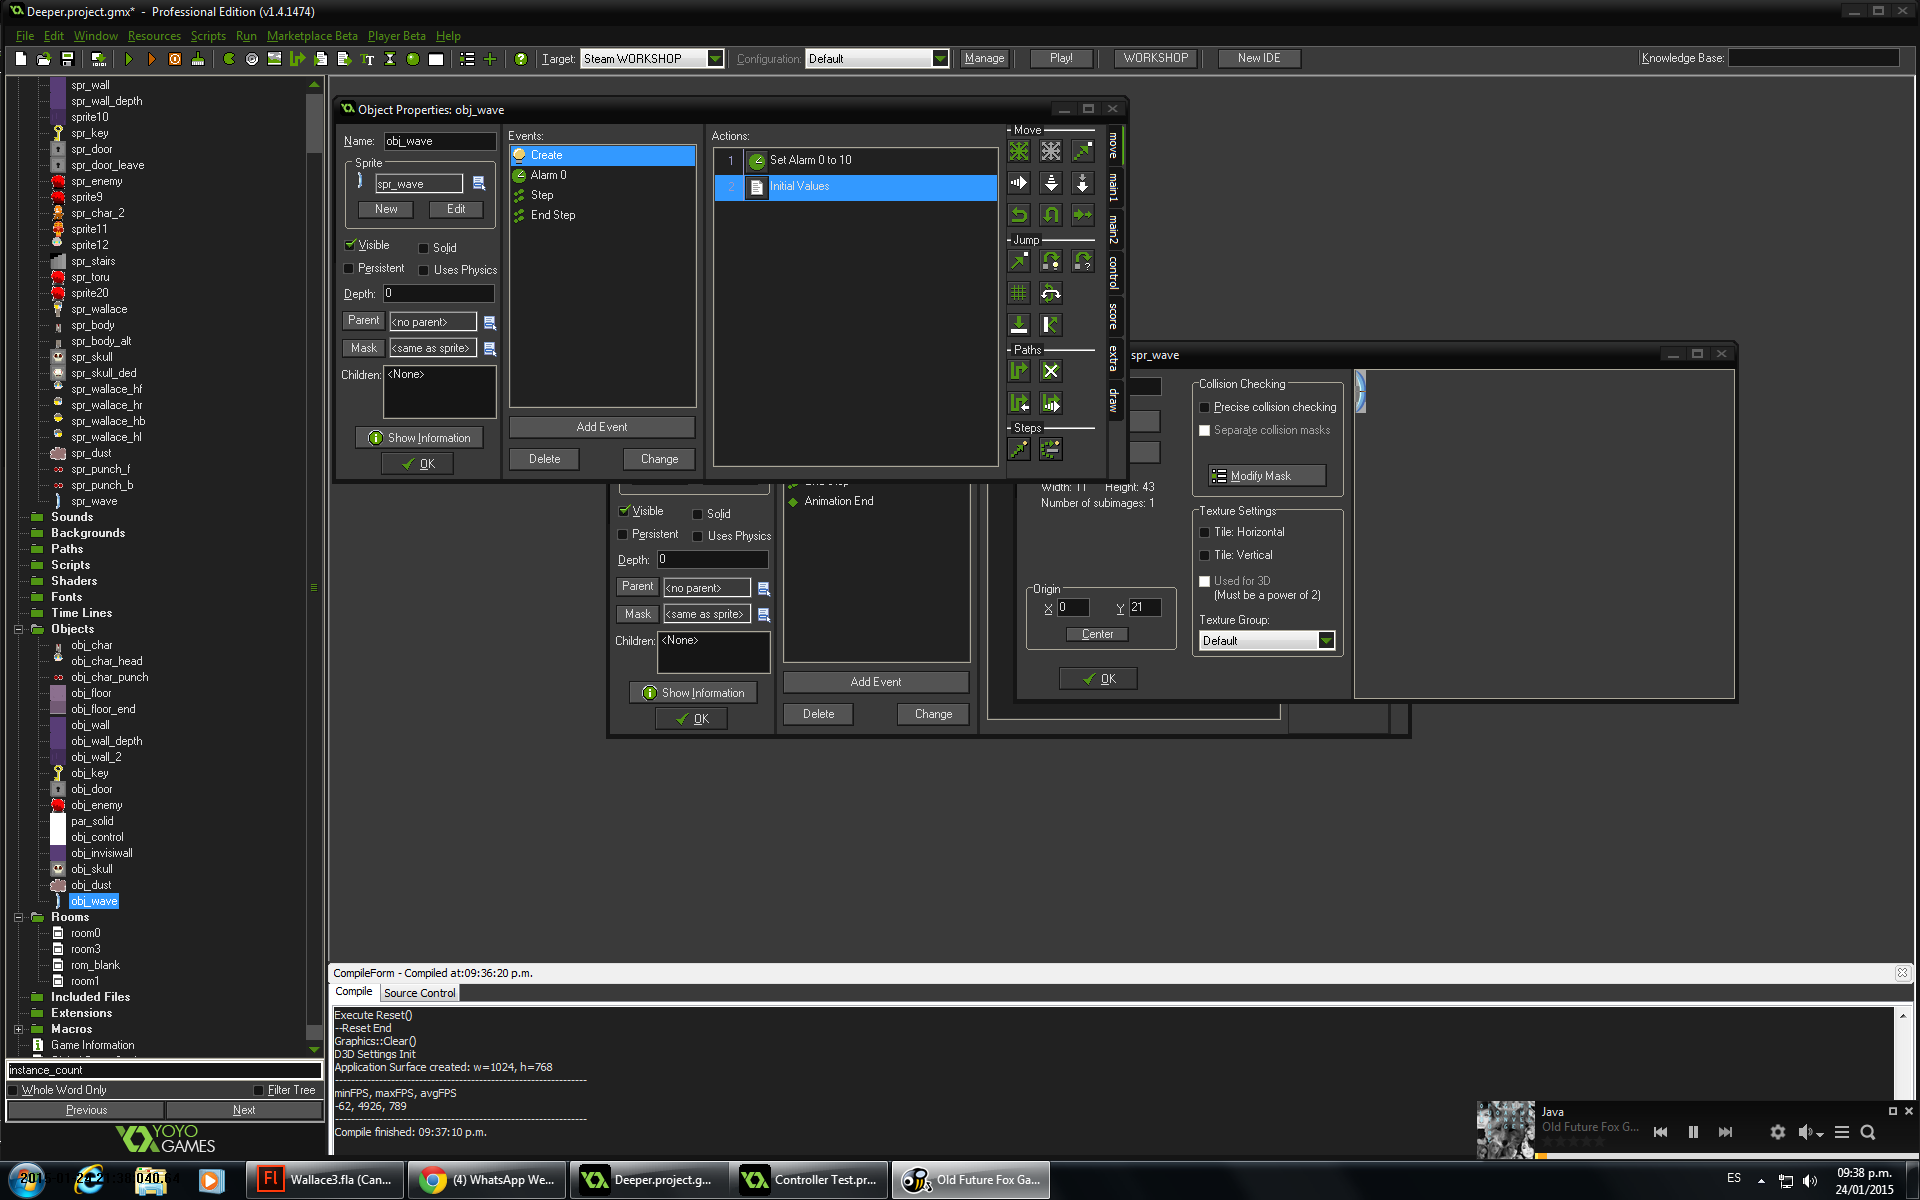 Deeper.project.gmx* - Professional Edition (v1.4.1474)
File Edit Window Resources Scripts Run Marketplace Beta Player Beta Help
Target: Steam WORKSHOP Configuration: Default Manage Play! WORKSHOP New IDE Knowledge Base:
spr_wall
spr_wall_depth
sprite10
spr_key
spr_door
spr_door_leave
spr_enemy
sprite9
spr_char_2
sprite11
sprite12
spr_stairs
spr_toru
sprite20
spr_wallace
spr_body
spr_body_alt
spr_skull
spr_skull_ded
spr_wallace_hf
spr_wallace_hr
spr_wallace_hb
spr_wallace_hl
spr_dust
spr_punch_f
spr_punch_b
spr_wave
Sounds
Backgrounds
Paths
Scripts
Shaders
Fonts
Time Lines
Objects
obj_char
obj_char_head
obj_char_punch
obj_floor
obj_floor_end
obj_wall
obj_wall_depth
obj_wall_2
obj_key
obj_door
obj_enemy
par_solid
obj_control
obj_invisiwall
obj_skull
obj_dust
obj_wave
Rooms
room0
room3
rom_blank
room1
Included Files
Extensions
Macros
Game Information
instance_count
Whole Word Only Filter Tree
Previous Next
YOYO GAMES
Object Properties: obj_wave
Name: obj_wave
Sprite
spr_wave
New Edit
Visible Solid
Persistent Uses Physics
Depth: 0
Parent <no parent>
Mask <same as sprite>
Children: <None>
Show Information
OK
Events:
Create
Alarm 0
Step
End Step
Add Event
Delete Change
Actions:
1 Set Alarm 0 to 10
2 Initial Values
Move
Jump
Paths
Steps
move
main1
main2
control
score
extra
draw
End Step
Animation End
Visible Solid
Persistent Uses Physics
Depth: 0
Parent <no parent>
Mask <same as sprite>
Children: <None>
Show Information
OK
Add Event
Delete Change
spr_wave
Width: 11 Height: 43
Number of subimages: 1
Origin
X 0 Y 21
Center
OK
Collision Checking
Precise collision checking
Separate collision masks
Modify Mask
Texture Settings
Tile: Horizontal
Tile: Vertical
Used for 3D
(Must be a power of 2)
Texture Group:
Default
CompileForm - Compiled at:09:36:20 p.m.
Compile Source Control
Execute Reset()
--Reset End
Graphics::Clear()
D3D Settings Init
Application Surface created: w=1024, h=768
minFPS, maxFPS, avgFPS
-62, 4926, 789
Compile finished: 09:37:10 p.m.
Java
Old Future Fox G...
Wallace3.fla (Can...
(4) WhatsApp We...
Deeper.project.g...
Controller Test.pr...
Old Future Fox Ga...
ES
09:38 p.m.
24/01/2015